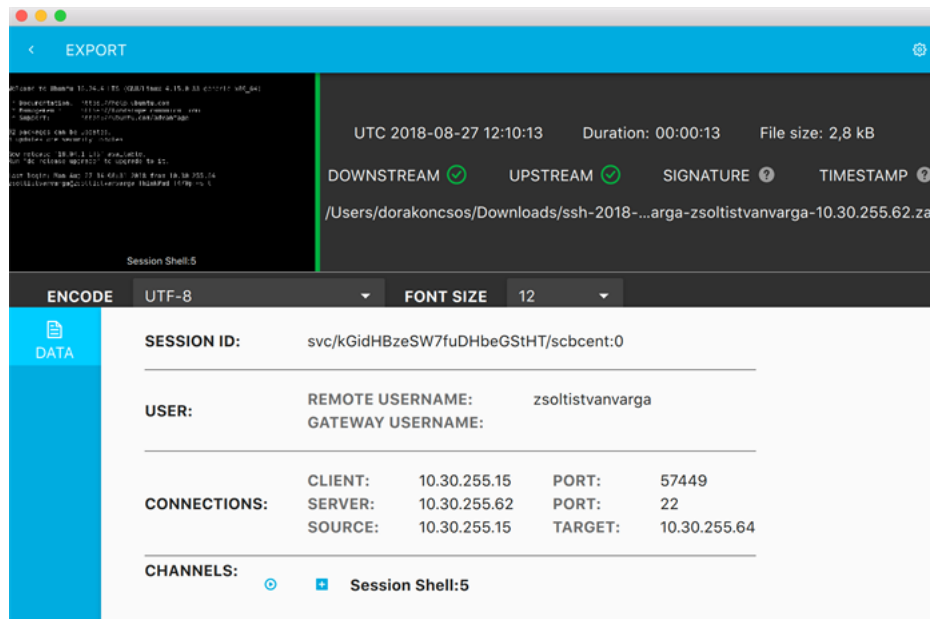 EXPORT
Session Shell:5
UTC 2018-08-27 12:10:13 Duration: 00:00:13 File size: 2,8 kB
DOWNSTREAM UPSTREAM SIGNATURE TIMESTAMP
/Users/dorakoncsos/Downloads/ssh-2018-...arga-zsoltistvanvarga-10.30.255.62.za
ENCODE UTF-8 FONT SIZE 12
DATA
SESSION ID: svc/kGidHBzeSW7fuDHbeGStHT/scbcent:0
USER: REMOTE USERNAME: zsoltistvanvarga
GATEWAY USERNAME:
CONNECTIONS: CLIENT: 10.30.255.15 PORT: 57449
SERVER: 10.30.255.62 PORT: 22
SOURCE: 10.30.255.15 TARGET: 10.30.255.64
CHANNELS: Session Shell:5